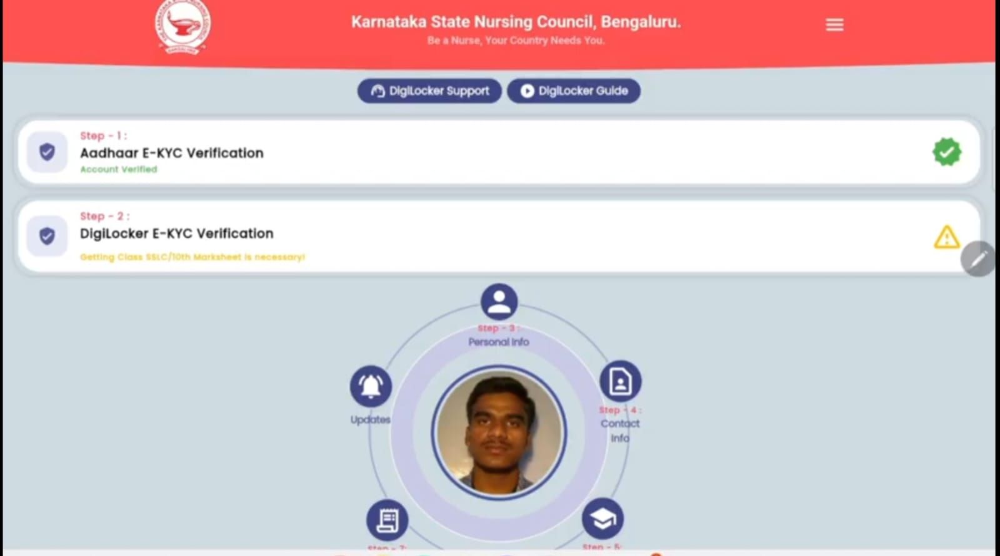 Karnataka State Nursing Council, Bengaluru.
Be a Nurse, Your Country Needs You.
DigiLocker Support
DigiLocker Guide
Step - 1 :
Aadhaar E-KYC Verification
Account Verified
Step - 2 :
DigiLocker E-KYC Verification
Getting Class SSLC/10th Marksheet is necessary!
Step - 3 :
Personal Info
Updates
Step - 4 :
Contact
Info
Step - 7:
Step - 5: